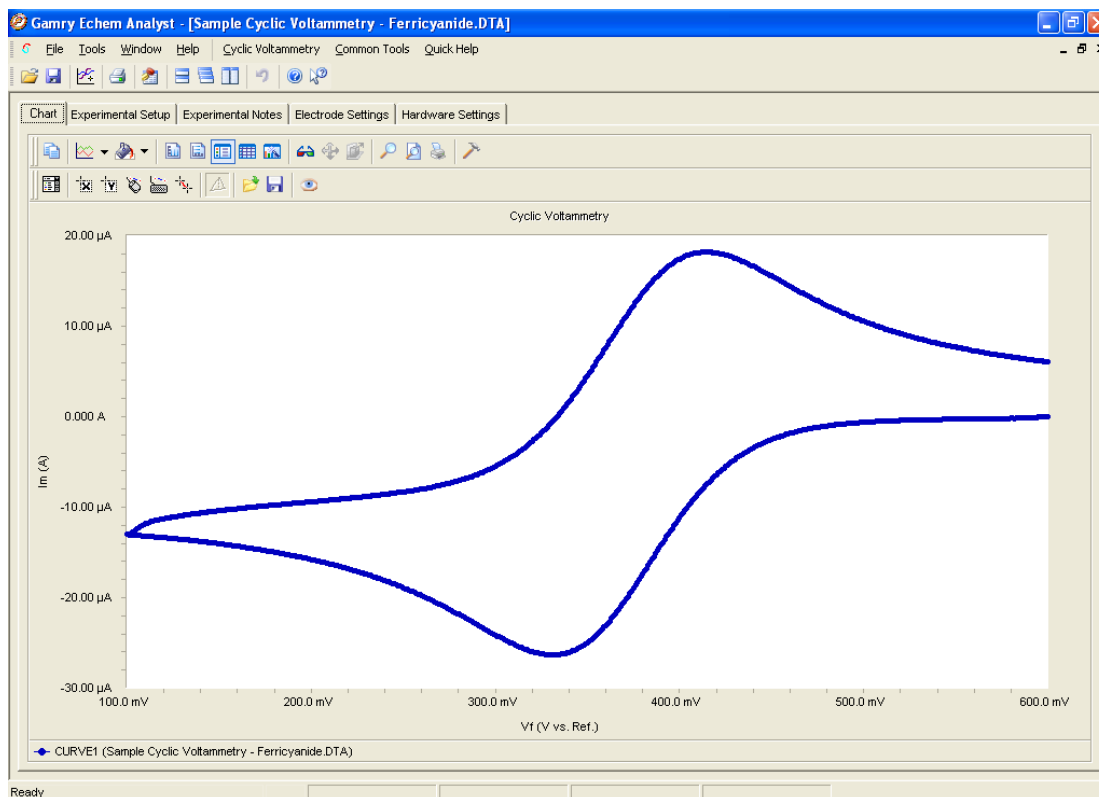 Gamry Echem Analyst - [Sample Cyclic Voltammetry - Ferricyanide.DTA]
File Tools Window Help Cyclic Voltammetry Common Tools Quick Help
Chart Experimental Setup Experimental Notes Electrode Settings Hardware Settings
Cyclic Voltammetry
20.00 µA
10.00 µA
0.000 A
-10.00 µA
-20.00 µA
-30.00 µA
Im (A)
100.0 mV 200.0 mV 300.0 mV 400.0 mV 500.0 mV 600.0 mV
Vf (V vs. Ref.)
CURVE1 (Sample Cyclic Voltammetry - Ferricyanide.DTA)
Ready